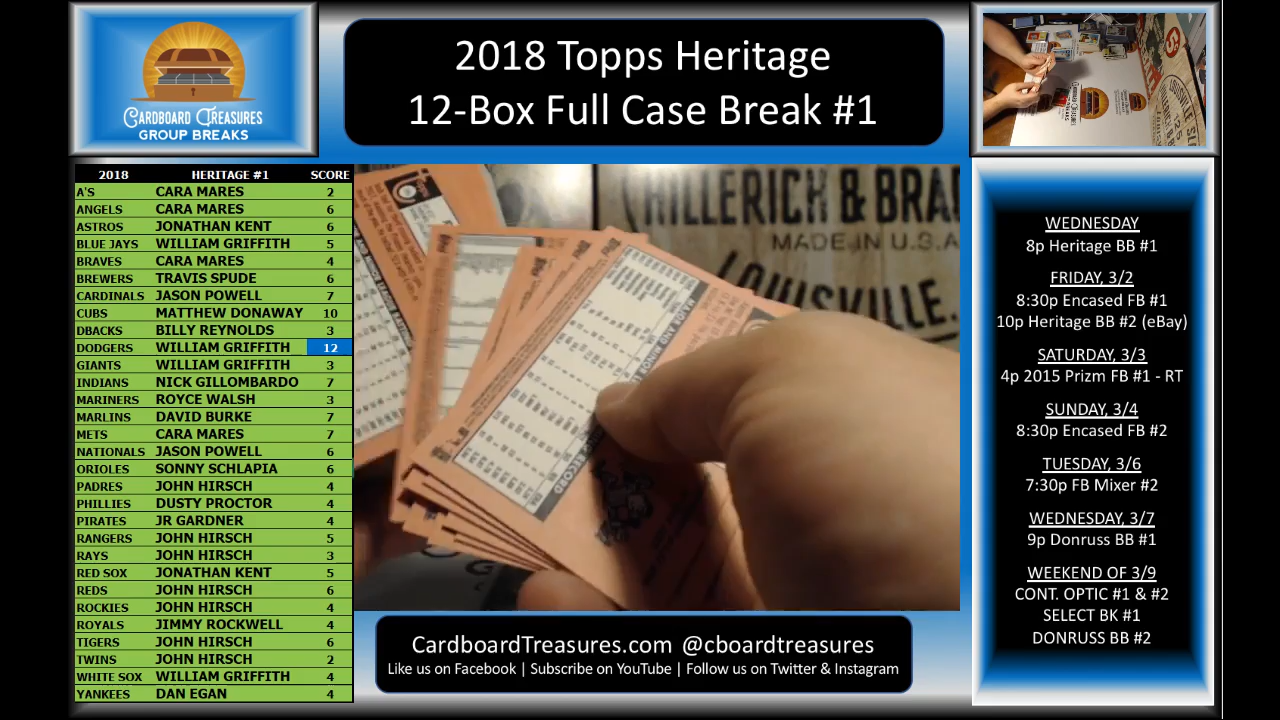 CARDBOARD TREASURES
GROUP BREAKS
2018 Topps Heritage
12-Box Full Case Break #1
2018 HERITAGE #1 SCORE
A'S CARA MARES 2
ANGELS CARA MARES 6
ASTROS JONATHAN KENT 6
BLUE JAYS WILLIAM GRIFFITH 5
BRAVES CARA MARES 4
BREWERS TRAVIS SPUDE 6
CARDINALS JASON POWELL 7
CUBS MATTHEW DONAWAY 10
DBACKS BILLY REYNOLDS 3
DODGERS WILLIAM GRIFFITH 12
GIANTS WILLIAM GRIFFITH 3
INDIANS NICK GILLOMBARDO 7
MARINERS ROYCE WALSH 3
MARLINS DAVID BURKE 7
METS CARA MARES 7
NATIONALS JASON POWELL 6
ORIOLES SONNY SCHLAPIA 6
PADRES JOHN HIRSCH 4
PHILLIES DUSTY PROCTOR 4
PIRATES JR GARDNER 4
RANGERS JOHN HIRSCH 5
RAYS JOHN HIRSCH 3
RED SOX JONATHAN KENT 5
REDS JOHN HIRSCH 6
ROCKIES JOHN HIRSCH 4
ROYALS JIMMY ROCKWELL 4
TIGERS JOHN HIRSCH 6
TWINS JOHN HIRSCH 2
WHITE SOX WILLIAM GRIFFITH 4
YANKEES DAN EGAN 4
HILLERICH & BRAD
MADE IN U.S.A
LOUISVILLE.
MAJOR AND MINOR
RECORD
CardboardTreasures.com @cboardtreasures
Like us on Facebook | Subscribe on YouTube | Follow us on Twitter & Instagram
WEDNESDAY
8p Heritage BB #1
FRIDAY, 3/2
8:30p Encased FB #1
10p Heritage BB #2 (eBay)
SATURDAY, 3/3
4p 2015 Prizm FB #1 - RT
SUNDAY, 3/4
8:30p Encased FB #2
TUESDAY, 3/6
7:30p FB Mixer #2
WEDNESDAY, 3/7
9p Donruss BB #1
WEEKEND OF 3/9
CONT. OPTIC #1 & #2
SELECT BK #1
DONRUSS BB #2